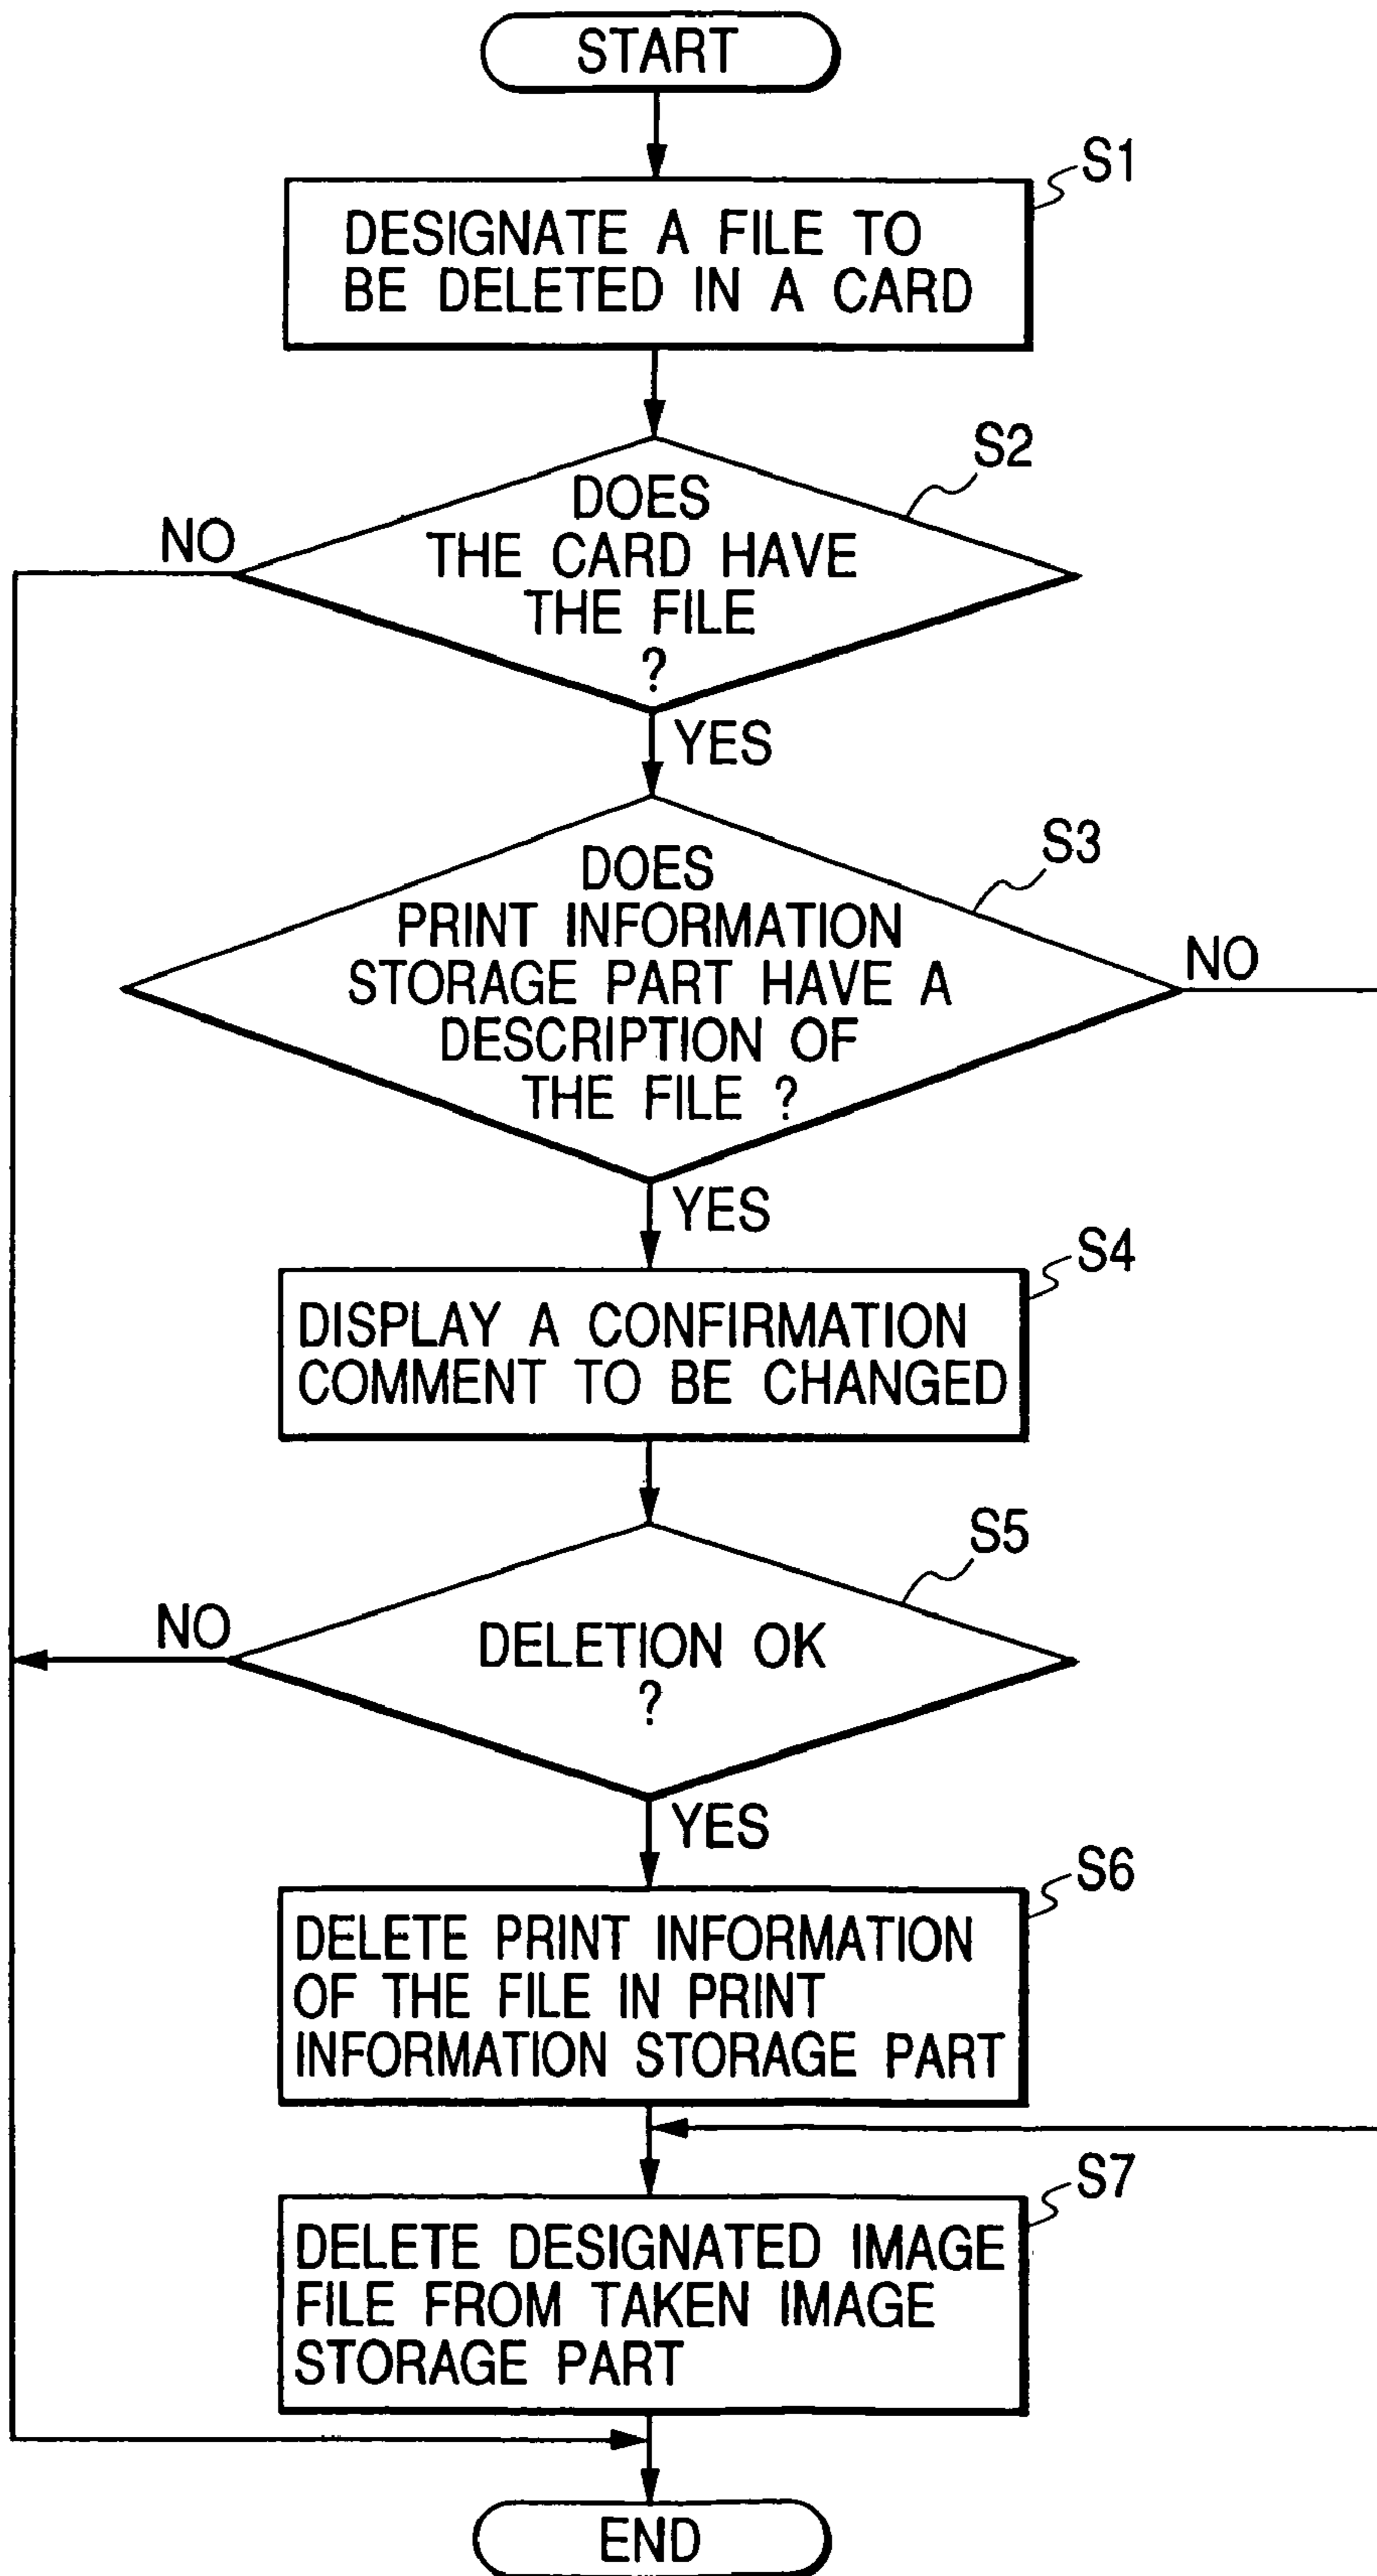 START
S1
DESIGNATE A FILE TO
BE DELETED IN A CARD
S2
DOES
THE CARD HAVE
THE FILE
?
NO
YES
S3
DOES
PRINT INFORMATION
STORAGE PART HAVE A
DESCRIPTION OF
THE FILE ?
NO
YES
S4
DISPLAY A CONFIRMATION
COMMENT TO BE CHANGED
S5
DELETION OK
?
NO
YES
S6
DELETE PRINT INFORMATION
OF THE FILE IN PRINT
INFORMATION STORAGE PART
S7
DELETE DESIGNATED IMAGE
FILE FROM TAKEN IMAGE
STORAGE PART
END